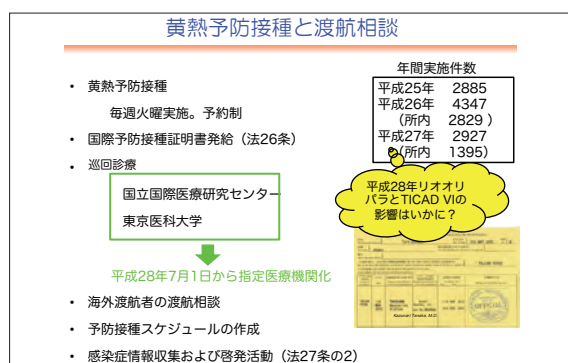 黄熱予防接種と渡航相談
年間実施件数
平成25年 2885
平成26年 4347
(所内 2829 )
平成27年 2927
(所内 1395)
• 黄熱予防接種
毎週火曜実施。予約制
• 国際予防接種証明書発給（法26条）
• 巡回診療
国立国際医療研究センター
東京医科大学
平成28年リオオリ
パラとTICAD VIの
影響はいかに？
平成28年7月1日から指定医療機関化
• 海外渡航者の渡航相談
• 予防接種スケジュールの作成
• 感染症情報収集および啓発活動（法27条の2）
Kazunari Tanaka, M.D.